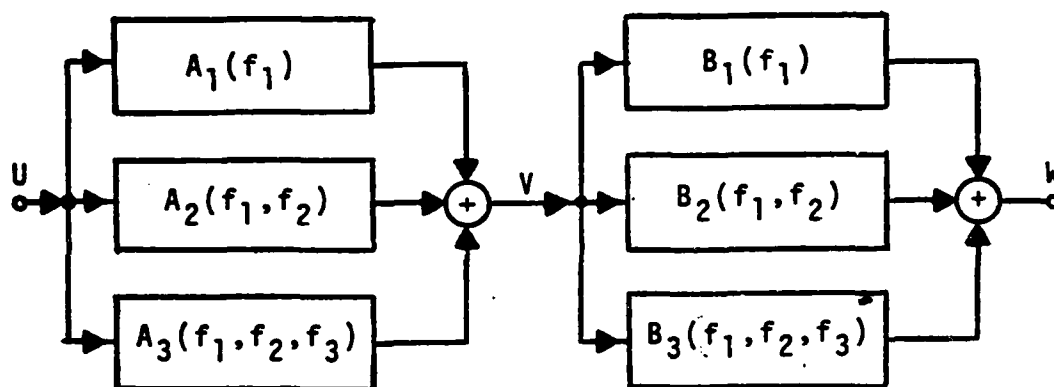 A₁(f₁)
B₁(f₁)
U
A₂(f₁,f₂)
+
V
B₂(f₁,f₂)
+
A₃(f₁,f₂,f₃)
B₃(f₁,f₂,f₃)